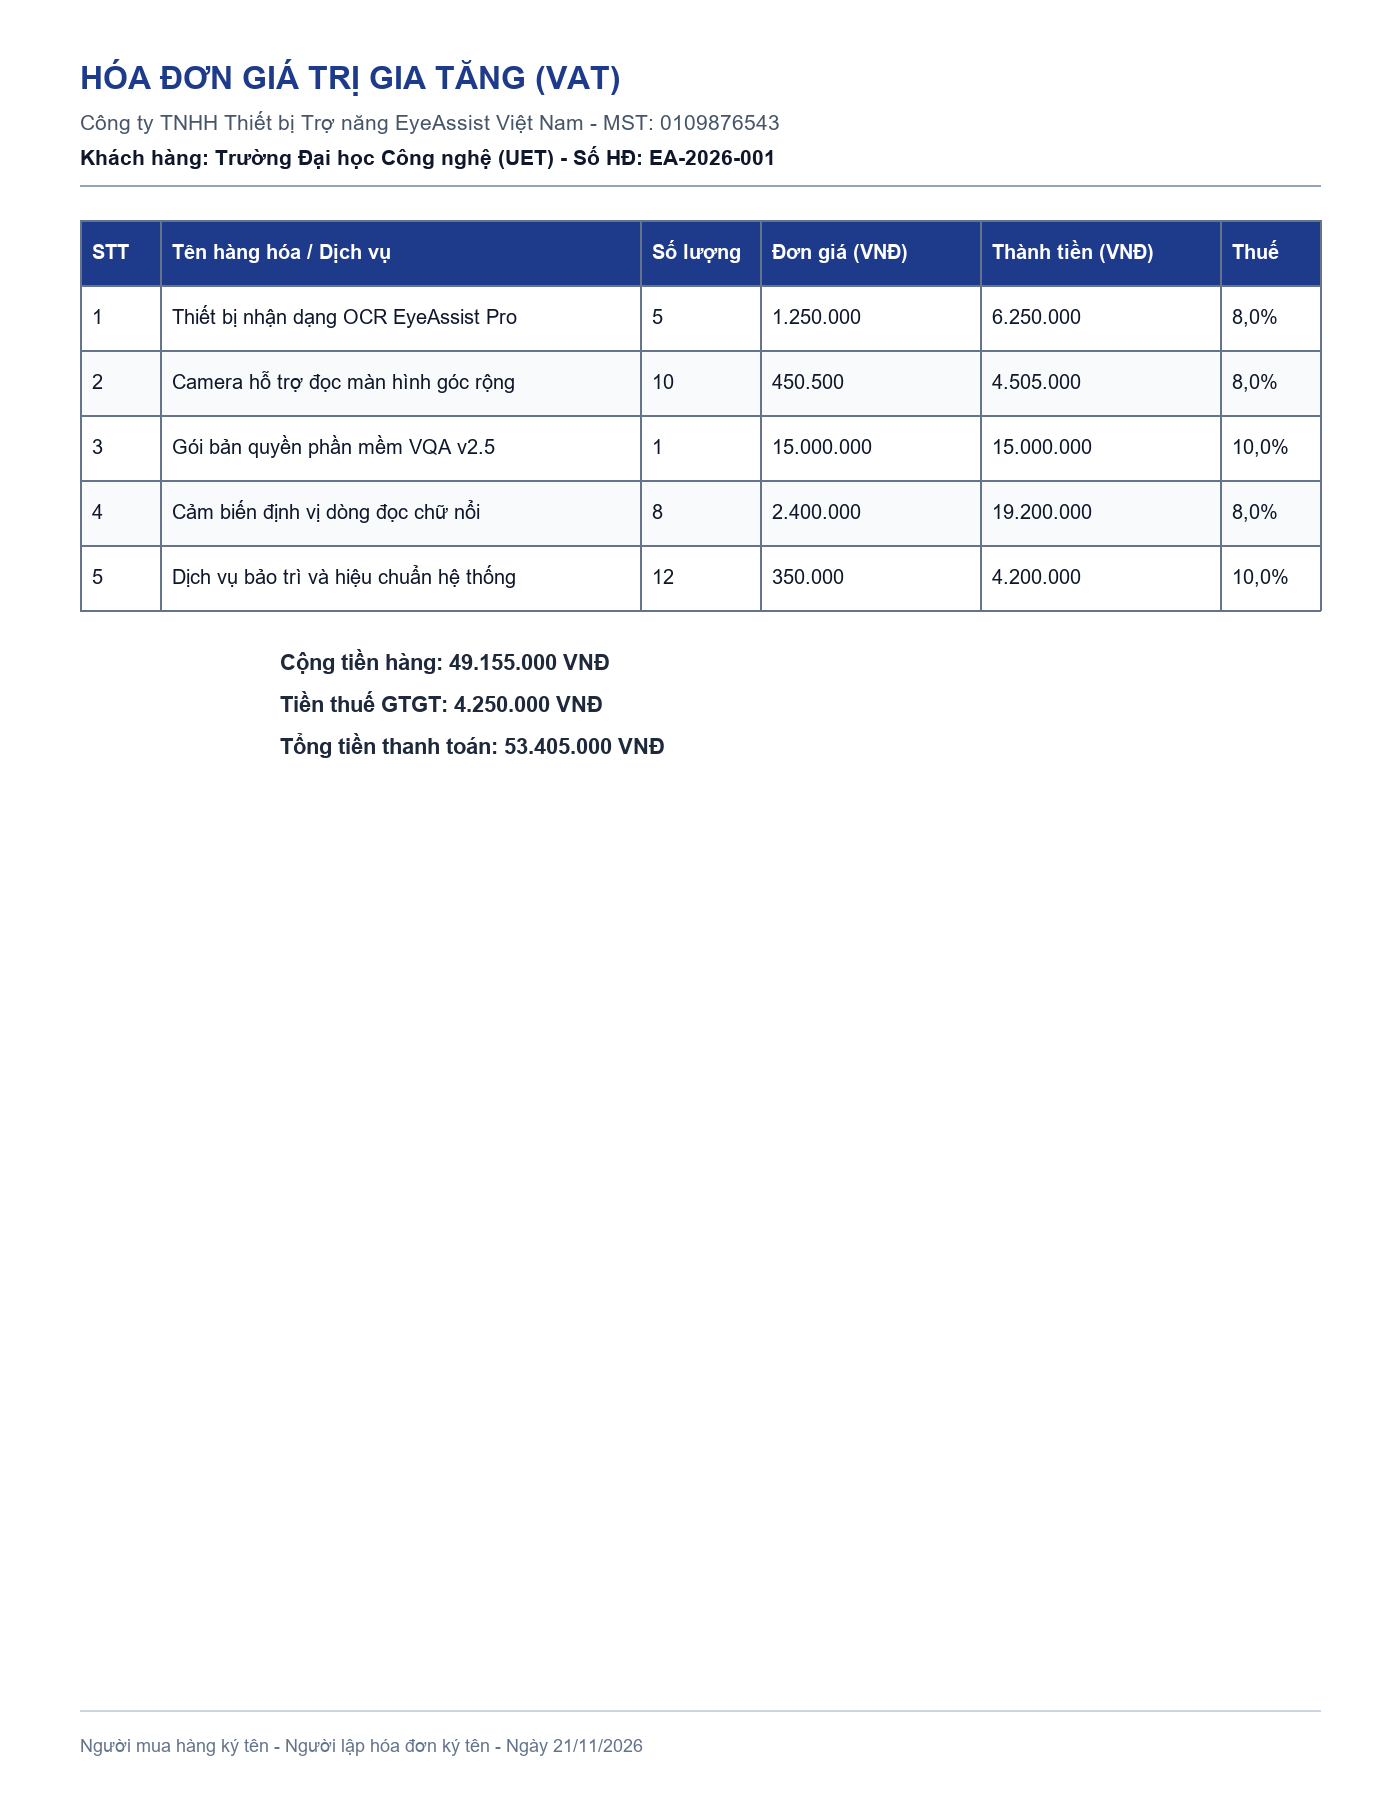 HÓA ĐƠN GIÁ TRỊ GIA TĂNG (VAT)
Công ty TNHH Thiết bị Trợ năng EyeAssist Việt Nam - MST: 0109876543
Khách hàng: Trường Đại học Công nghệ (UET) - Số HĐ: EA-2026-001
STT Tên hàng hóa / Dịch vụ Số lượng Đơn giá (VNĐ) Thành tiền (VNĐ) Thuế
1 Thiết bị nhận dạng OCR EyeAssist Pro 5 1.250.000 6.250.000 8,0%
2 Camera hỗ trợ đọc màn hình góc rộng 10 450.500 4.505.000 8,0%
3 Gói bản quyền phần mềm VQA v2.5 1 15.000.000 15.000.000 10,0%
4 Cảm biến định vị dòng đọc chữ nổi 8 2.400.000 19.200.000 8,0%
5 Dịch vụ bảo trì và hiệu chuẩn hệ thống 12 350.000 4.200.000 10,0%
Cộng tiền hàng: 49.155.000 VNĐ
Tiền thuế GTGT: 4.250.000 VNĐ
Tổng tiền thanh toán: 53.405.000 VNĐ
Người mua hàng ký tên - Người lập hóa đơn ký tên - Ngày 21/11/2026